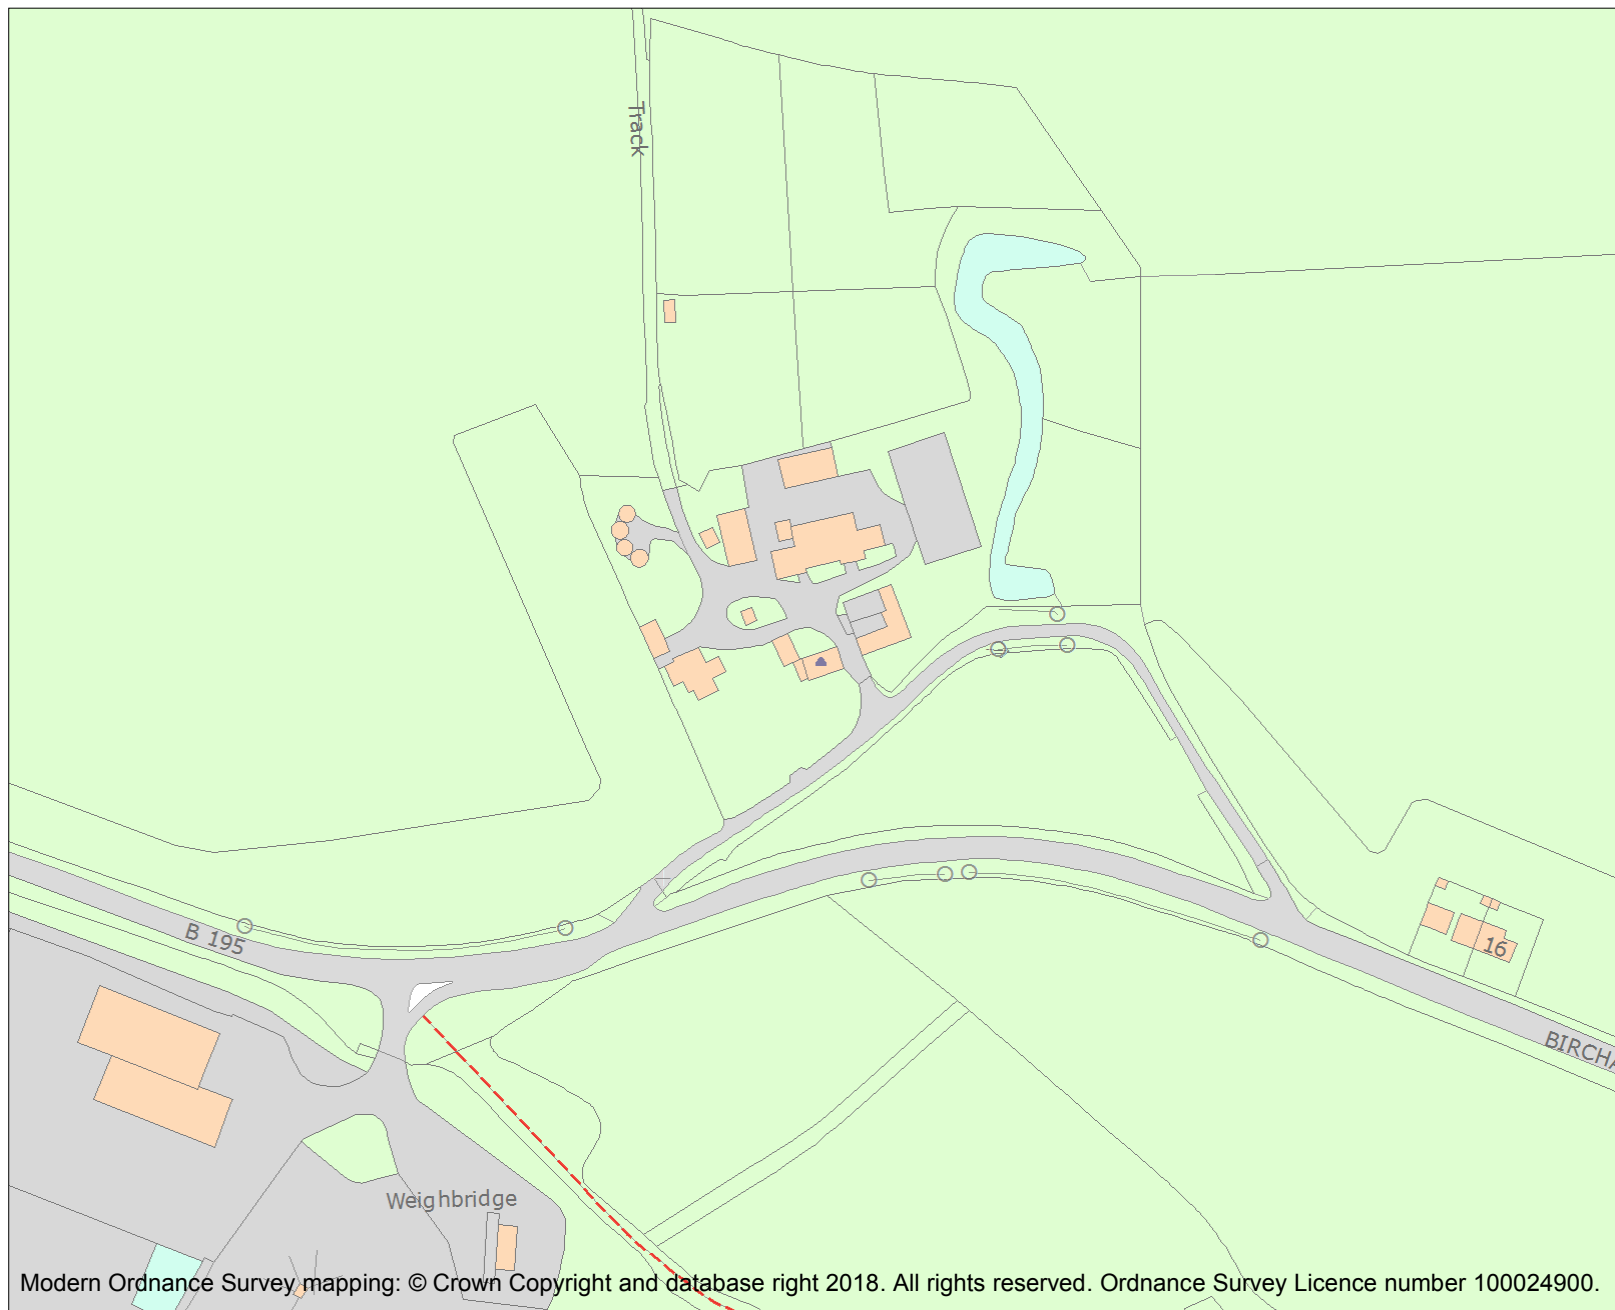 Track
B 195
16
BIRCHA
Weighbridge
Modern Ordnance Survey mapping: © Crown Copyright and database right 2018. All rights reserved. Ordnance Survey Licence number 100024900.